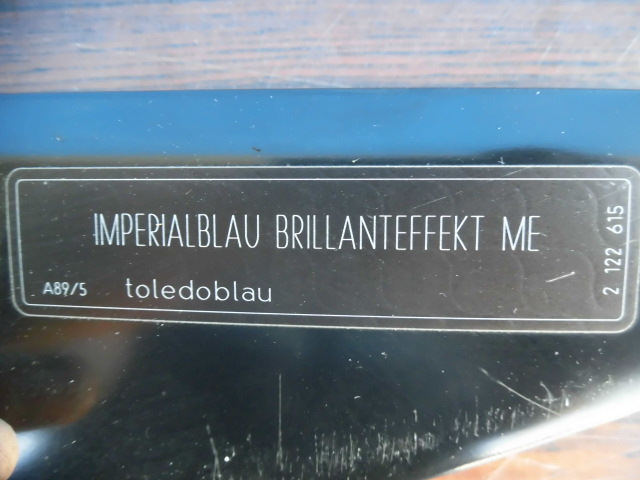 IMPERIALBLAU BRILLANTEFFEKT ME
A89/5 toledoblau
2 122 615